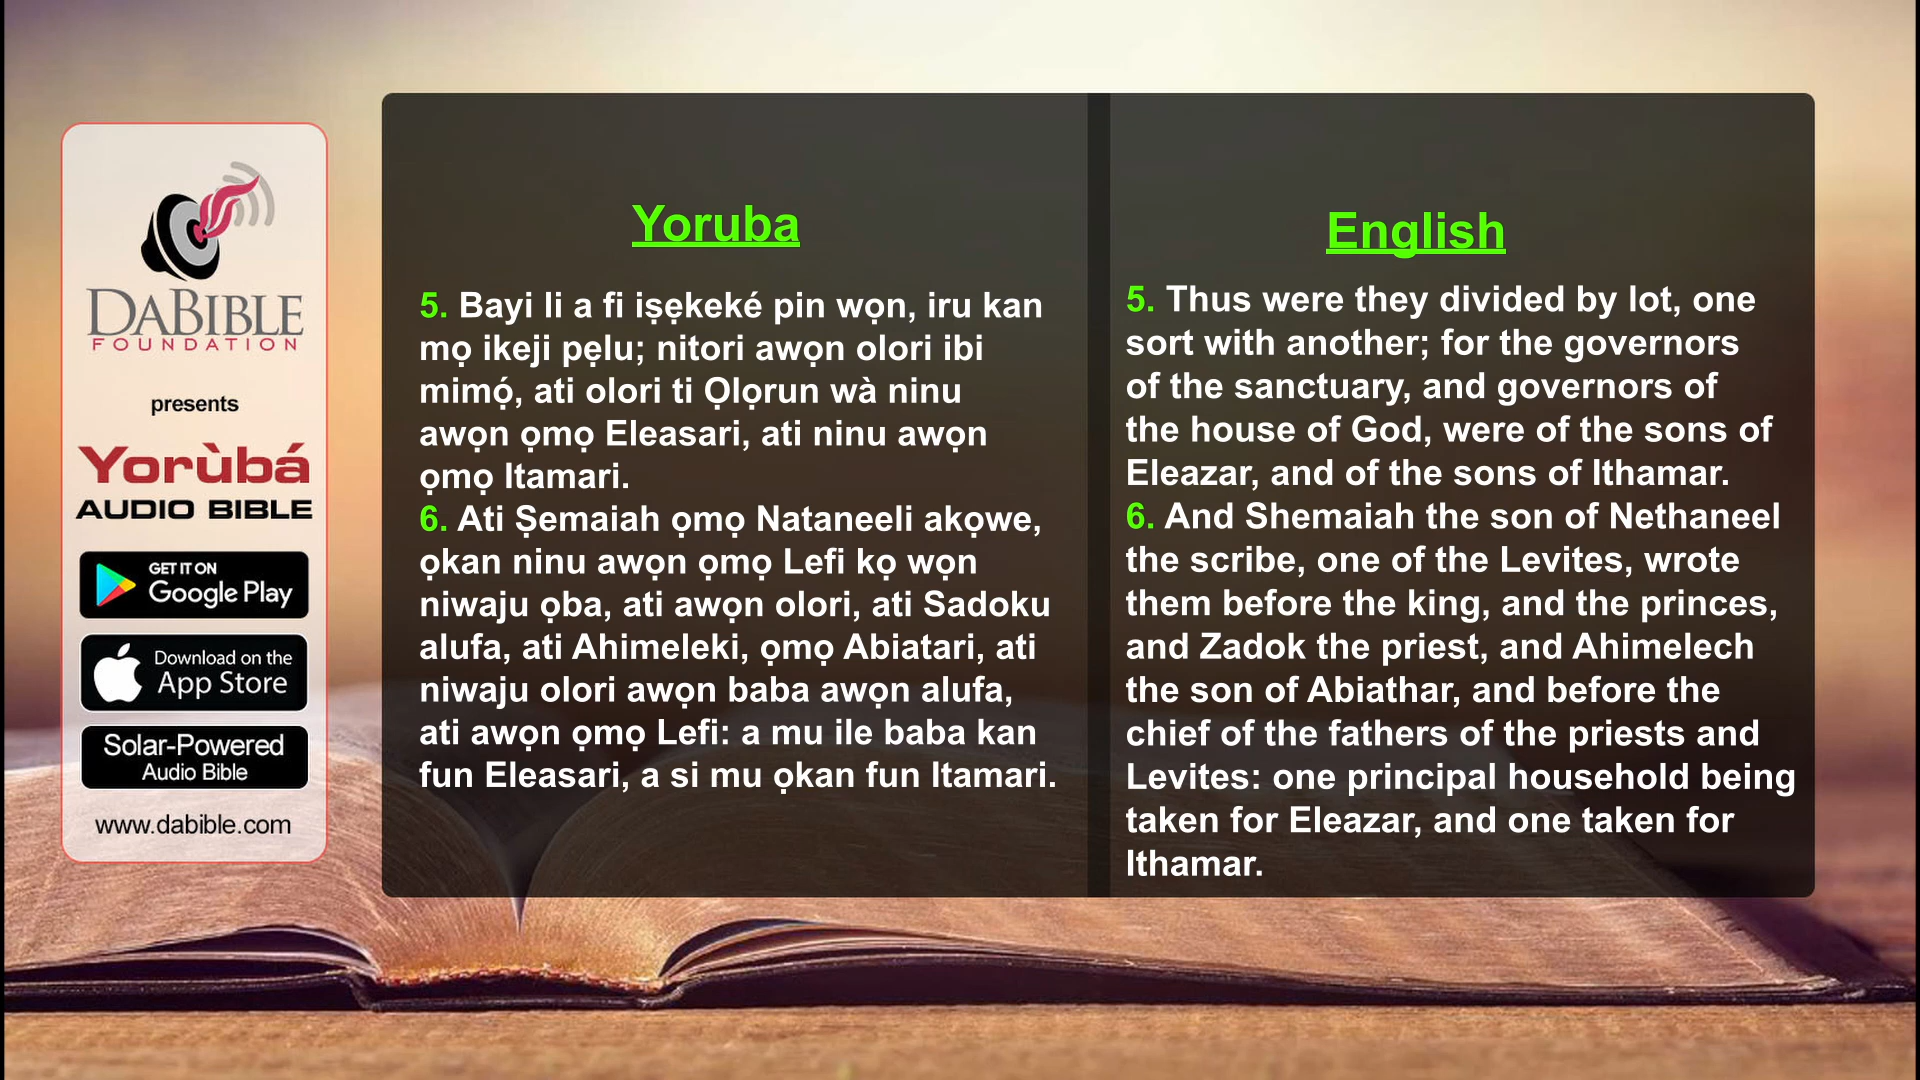 DABIBLE
FOUNDATION
presents
Yorùbá
AUDIO BIBLE
GET IT ON
Google Play
Download on the
App Store
Solar-Powered
Audio Bible
www.dabible.com
Yoruba
5. Bayi li a fi iṣẹkeké pin wọn, iru kan
mọ ikeji pẹlu; nitori awọn olori ibi
mimọ́, ati olori ti Ọlọrun wà ninu
awọn ọmọ Eleasari, ati ninu awọn
ọmọ Itamari.
6. Ati Ṣemaiah ọmọ Nataneeli akọwe,
ọkan ninu awọn ọmọ Lefi kọ wọn
niwaju ọba, ati awọn olori, ati Sadoku
alufa, ati Ahimeleki, ọmọ Abiatari, ati
niwaju olori awọn baba awọn alufa,
ati awọn ọmọ Lefi: a mu ile baba kan
fun Eleasari, a si mu ọkan fun Itamari.
English
5. Thus were they divided by lot, one
sort with another; for the governors
of the sanctuary, and governors of
the house of God, were of the sons of
Eleazar, and of the sons of Ithamar.
6. And Shemaiah the son of Nethaneel
the scribe, one of the Levites, wrote
them before the king, and the princes,
and Zadok the priest, and Ahimelech
the son of Abiathar, and before the
chief of the fathers of the priests and
Levites: one principal household being
taken for Eleazar, and one taken for
Ithamar.